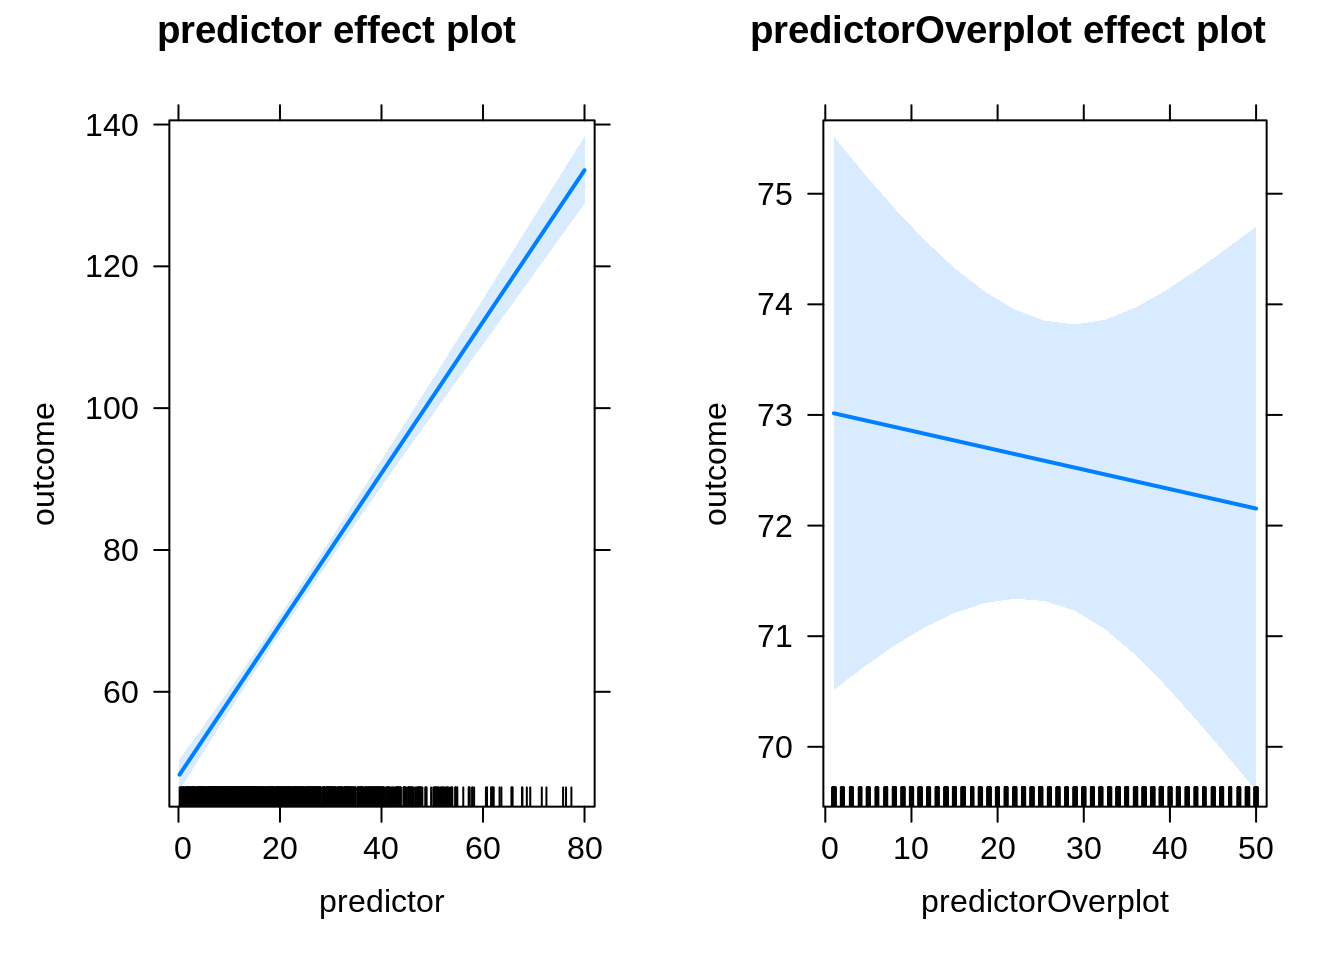 predictor effect plot
140
120
100
80
60
outcome
0 20 40 60 80
predictor
predictorOverplot effect plot
75
74
73
72
71
70
outcome
0 10 20 30 40 50
predictorOverplot